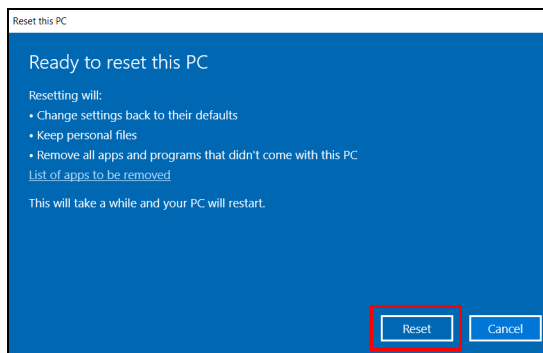 Reset this PC
Ready to reset this PC
Resetting will:
• Change settings back to their defaults
• Keep personal files
• Remove all apps and programs that didn't come with this PC
List of apps to be removed
This will take a while and your PC will restart.
Reset Cancel